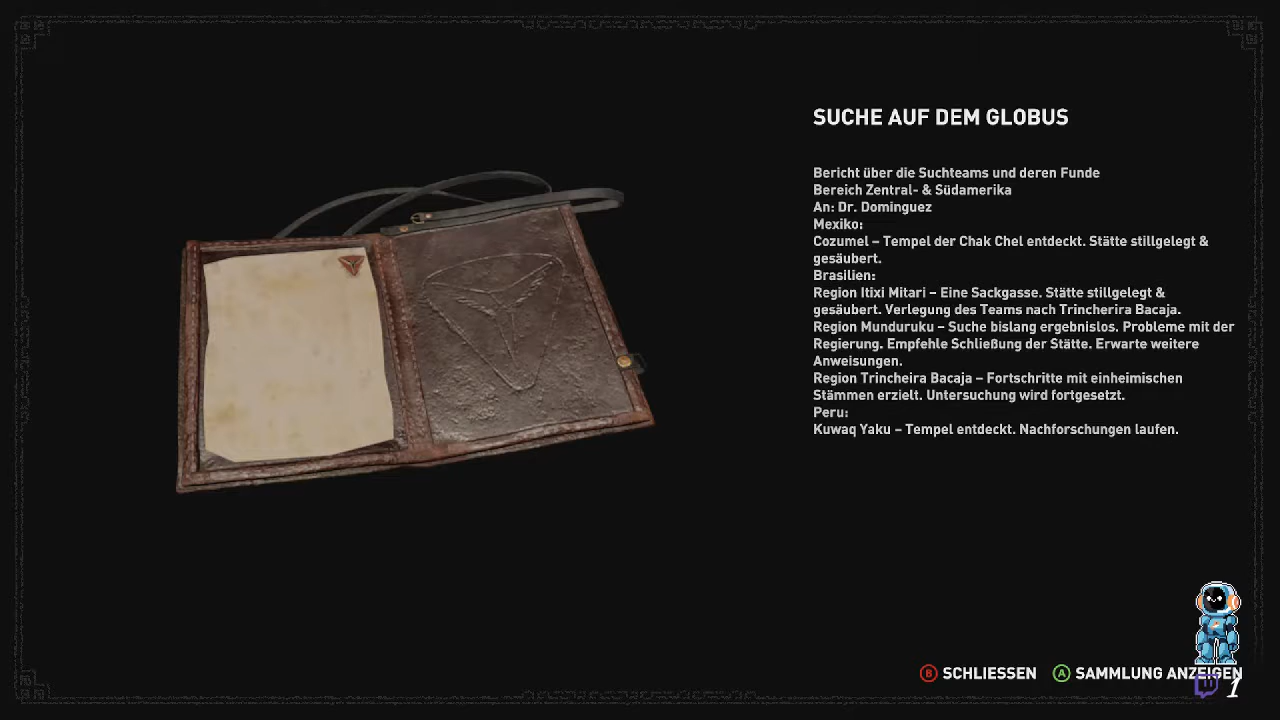 SUCHE AUF DEM GLOBUS
Bericht über die Suchteams und deren Funde
Bereich Zentral- & Südamerika
An: Dr. Dominguez
Mexiko:
Cozumel – Tempel der Chak Chel entdeckt. Stätte stillgelegt &
gesäubert.
Brasilien:
Region Itixi Mitari – Eine Sackgasse. Stätte stillgelegt &
gesäubert. Verlegung des Teams nach Trincherira Bacaja.
Region Munduruku – Suche bislang ergebnislos. Probleme mit der
Regierung. Empfehle Schließung der Stätte. Erwarte weitere
Anweisungen.
Region Trincheira Bacaja – Fortschritte mit einheimischen
Stämmen erzielt. Untersuchung wird fortgesetzt.
Peru:
Kuwaq Yaku – Tempel entdeckt. Nachforschungen laufen.
B SCHLIESSEN A SAMMLUNG ANZEIGEN
1